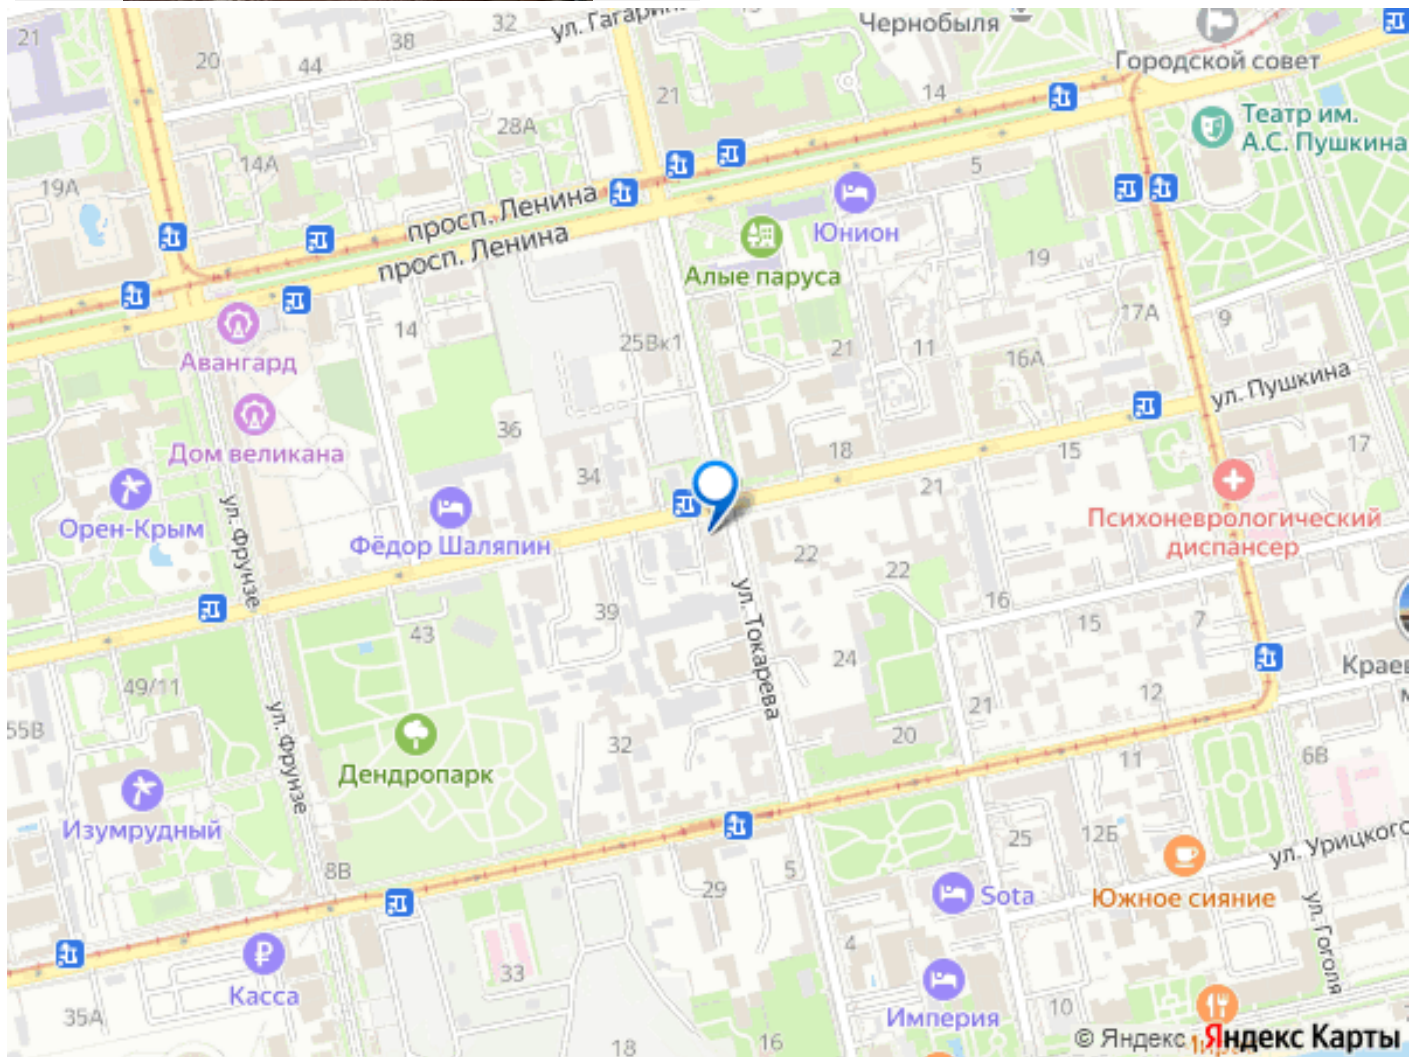 21
32
ул. Гагарина
Чернобыля
20
38
44
Городской совет
21
14
28А
Театр им.
А.С. Пушкина
14А
19А
5
просп. Ленина
Юнион
просп. Ленина
19
Алые паруса
17А
9
14
25Вк1
21
11
16А
Авангард
ул. Пушкина
36
Дом великана
18
15
17
34
21
Орен-Крым
ул. Фрунзе
Фёдор Шаляпин
Психоневрологический
диспансер
22
22
39
ул. Токарева
16
15
7
43
24
Краев
49/11
12
21
55В
ул. Фрунзе
32
20
11
6В
Дендропарк
Изумрудный
25
12Б
ул. Урицкого
8В
5
29
Sota
Южное сияние
ул. Гоголя
4
33
Касса
35А
Империя
10
18
16
© Яндекс Яндекс Карты